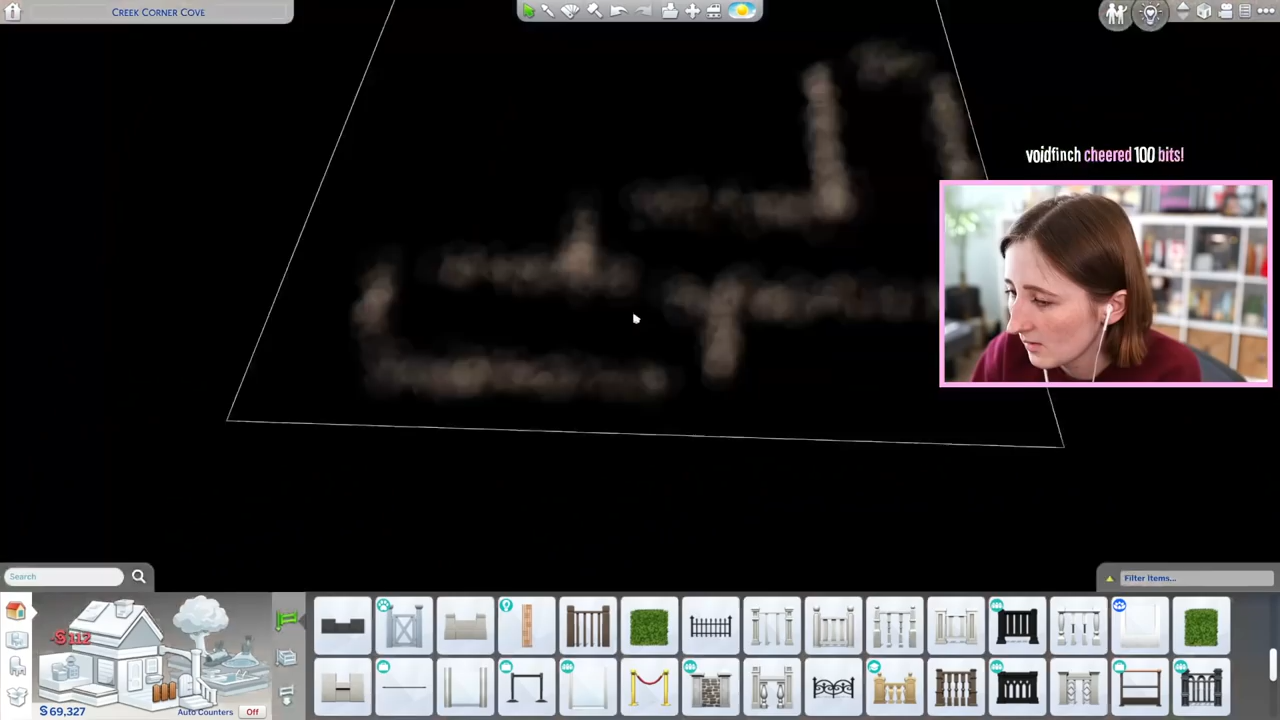 CREEK CORNER COVE
voidfinch cheered 100 bits!
Search
Filter Items...
-§112
§69,327
Auto Counters
Off